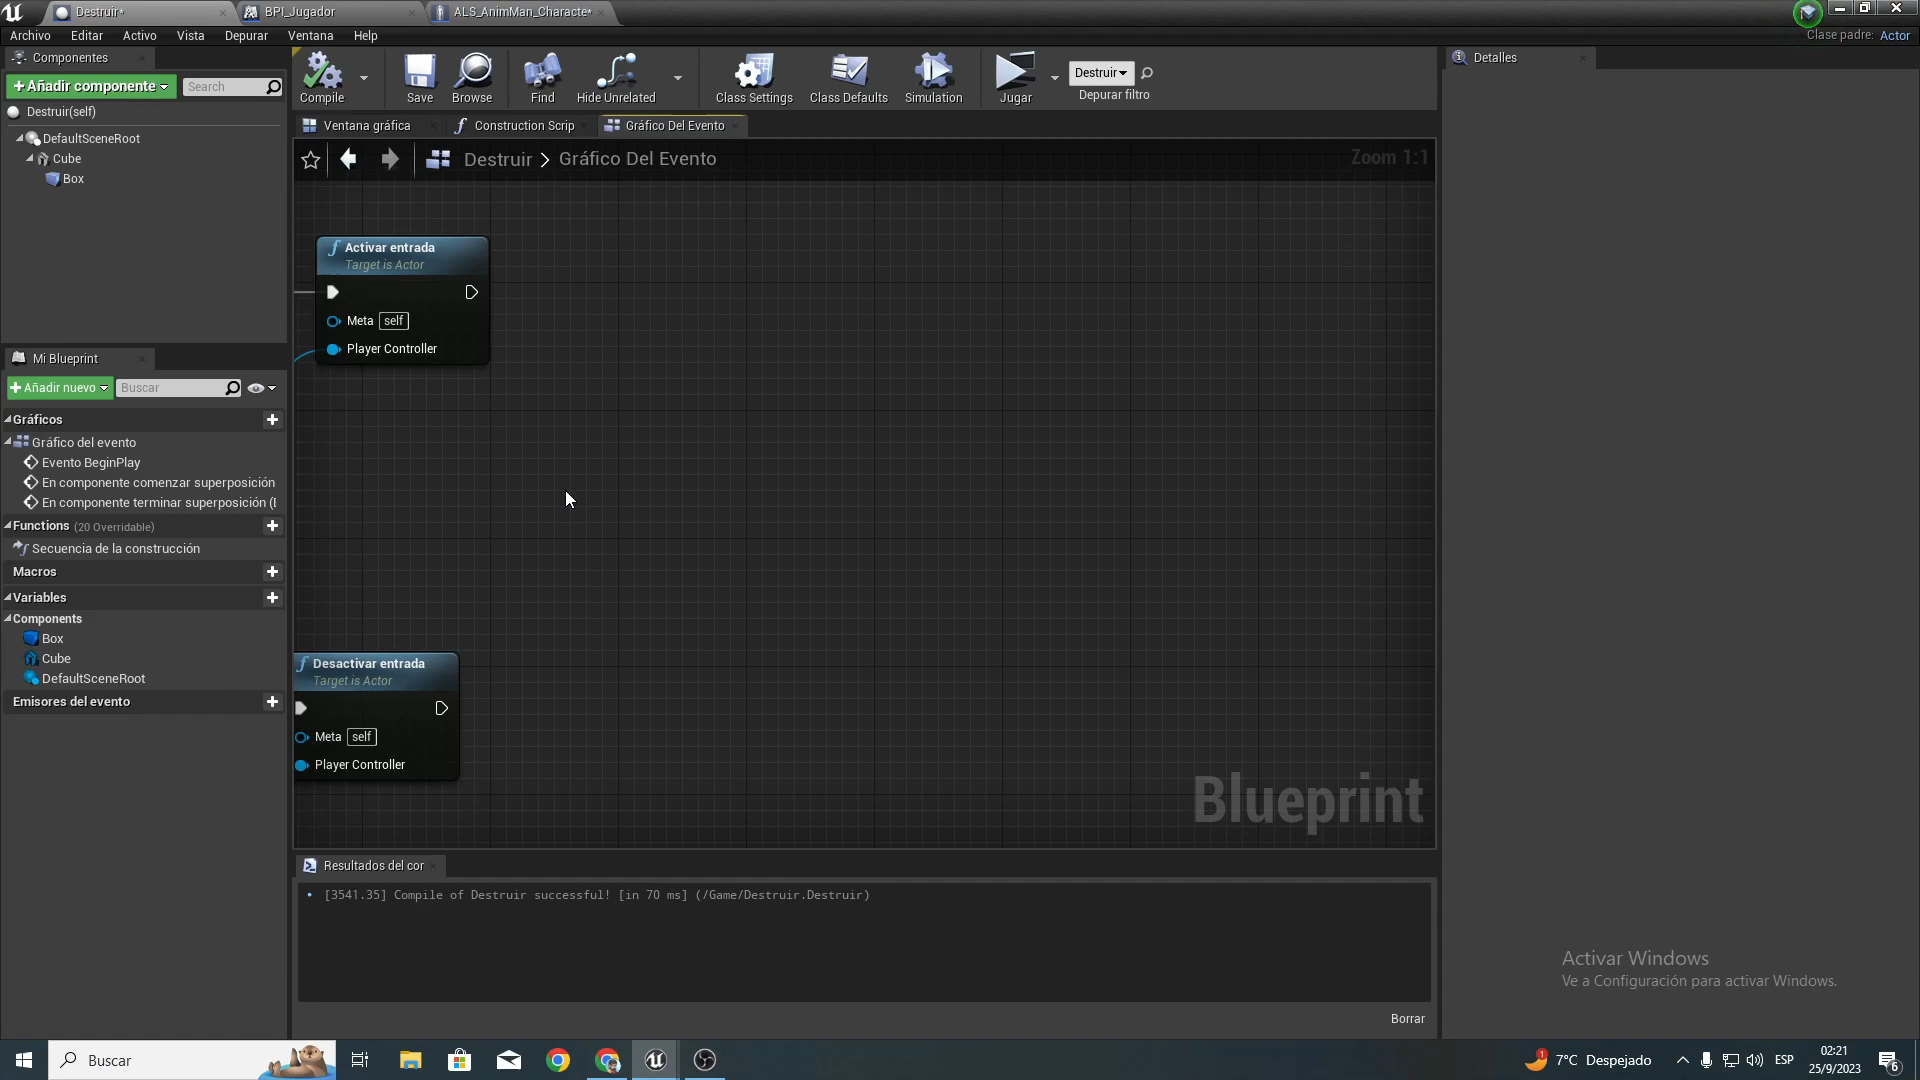 Destruir*
BPI_Jugador
ALS_AnimMan_Characte*
Archivo
Editar
Activo
Vista
Depurar
Ventana
Help
Clase padre: Actor
Componentes
+Añadir componente
Search
Destruir(self)
DefaultSceneRoot
Cube
Box
Compile
Save
Browse
Find
Hide Unrelated
Class Settings
Class Defaults
Simulation
Jugar
Destruir
Depurar filtro
Detalles
Ventana gráfica
Construction Scrip
Gráfico Del Evento
Destruir > Gráfico Del Evento
Zoom 1:1
Activar entrada
Target is Actor
Meta self
Player Controller
Mi Blueprint
+Añadir nuevo
Buscar
Gráficos
Gráfico del evento
Evento BeginPlay
En componente comenzar superposición
En componente terminar superposición (
Functions (20 Overridable)
Secuencia de la construcción
Macros
Variables
Components
Box
Cube
DefaultSceneRoot
Emisores del evento
Desactivar entrada
Target is Actor
Meta self
Player Controller
Blueprint
Resultados del cor
[3541.35] Compile of Destruir successful! [in 70 ms] (/Game/Destruir.Destruir)
Borrar
Activar Windows
Ve a Configuración para activar Windows.
Buscar
7°C Despejado
ESP
02:21
25/9/2023
1
6